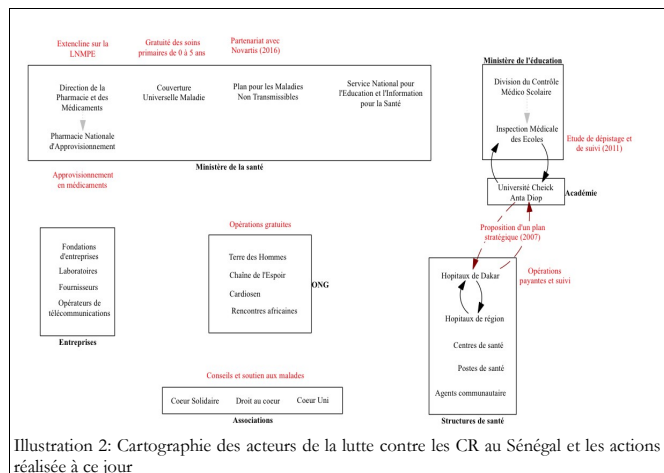 Extencline sur la
LNMPE
Gratuité des soins
primaires de 0 à 5 ans
Partenariat avec
Novartis (2016)
Direction de la
Pharmacie et des
Médicaments
Couverture
Universelle Maladie
Plan pour les Maladies
Non Transmissibles
Service National pour
l'Education et l'Information
pour la Santé
Pharmacie Nationale
d'Approvisionnement
Ministère de la santé
Approvisionnement
en médicaments
Ministère de l'éducation
Division du Contrôle
Médico Scolaire
Inspection Médicale
des Ecoles
Etude de dépistage et
de suivi (2011)
Université Cheick
Anta Diop
Académie
Proposition d'un plan
stratégique (2007)
Opérations
payantes et suivi
Hopitaux de Dakar
Hopitaux de région
Centres de santé
Postes de santé
Agents communautaire
Structures de santé
Fondations
d'entreprises
Laboratoires
Fournisseurs
Opérateurs de
télécommunications
Entreprises
Opérations gratuites
Terre des Hommes
Chaîne de l'Espoir
Cardiosen
Rencontres africaines
ONG
Conseils et soutien aux malades
Coeur Solidaire
Droit au coeur
Coeur Uni
Associations
Illustration 2: Cartographie des acteurs de la lutte contre les CR au Sénégal et les actions
réalisée à ce jour